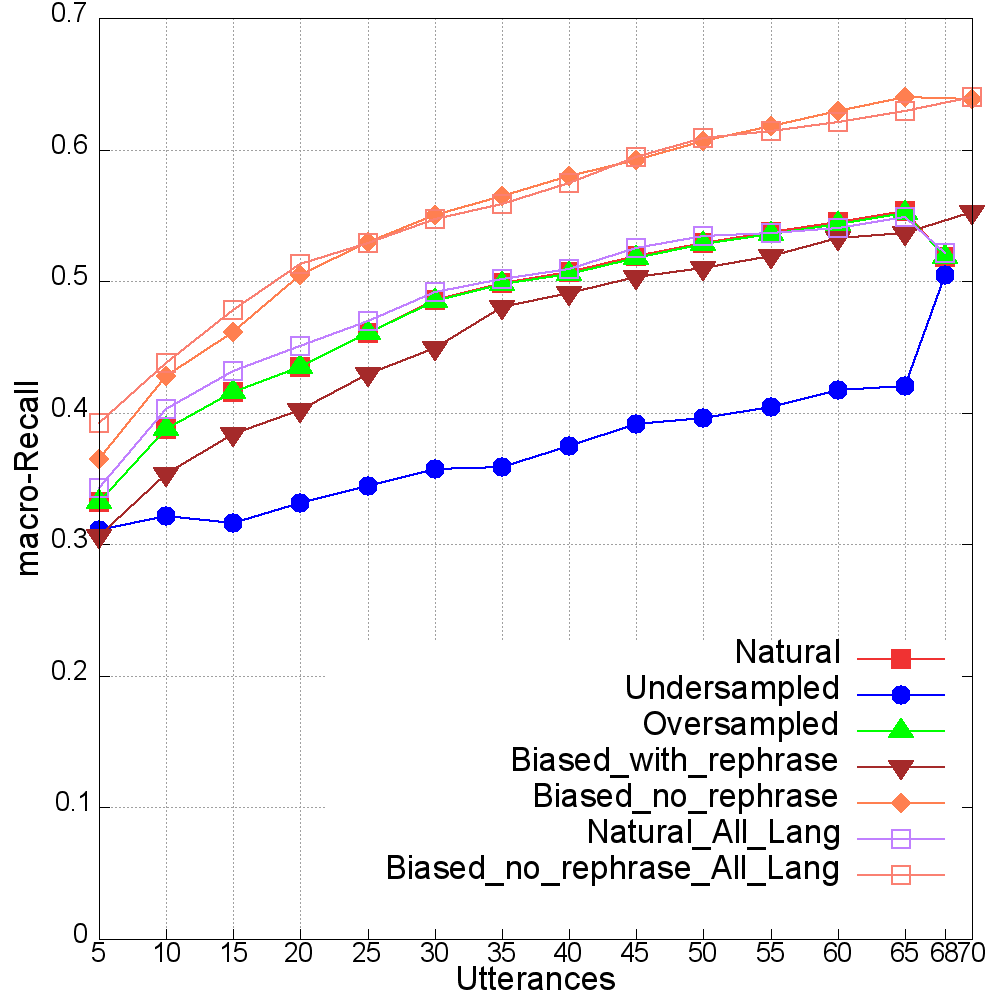 0.7
0.6
0.5
0.4
0.3
0.2
0.1
0
macro-Recall
Natural
Undersampled
Oversampled
Biased_with_rephrase
Biased_no_rephrase
Natural_All_Lang
Biased_no_rephrase_All_Lang
5 10 15 20 25 30 35 40 45 50 55 60 65 68 70
Utterances